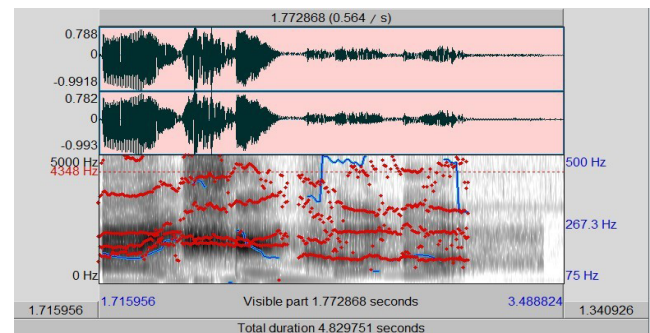 1.772868 (0.564 / s)
0.788
0
-0.9918
0.782
0
-0.993
5000 Hz
4348 Hz
500 Hz
267.3 Hz
0 Hz
75 Hz
1.715956
1.715956 Visible part 1.772868 seconds 3.488824
1.340926
Total duration 4.829751 seconds